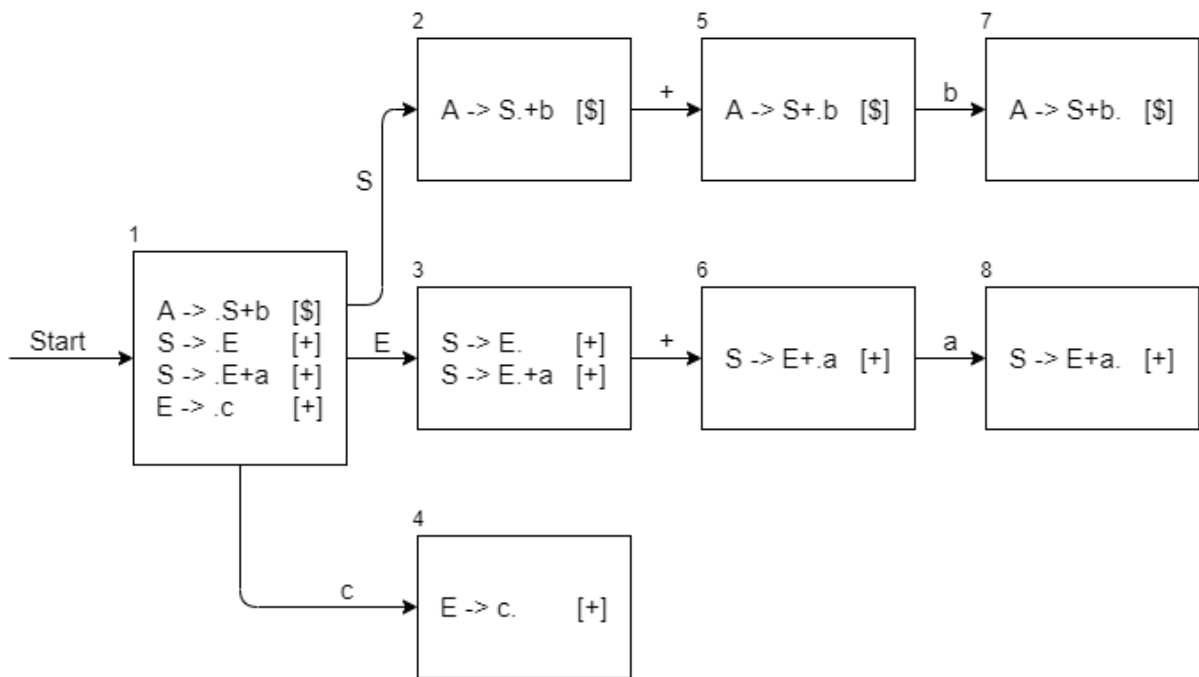 2
A -> S.+b [$]
+
5
A -> S+.b [$]
b
7
A -> S+b. [$]
S
Start
1
A -> .S+b [$]
S -> .E [+]
S -> .E+a [+]
E -> .c [+]
E
3
S -> E. [+]
S -> E.+a [+]
+
6
S -> E+.a [+]
a
8
S -> E+a. [+]
c
4
E -> c. [+]